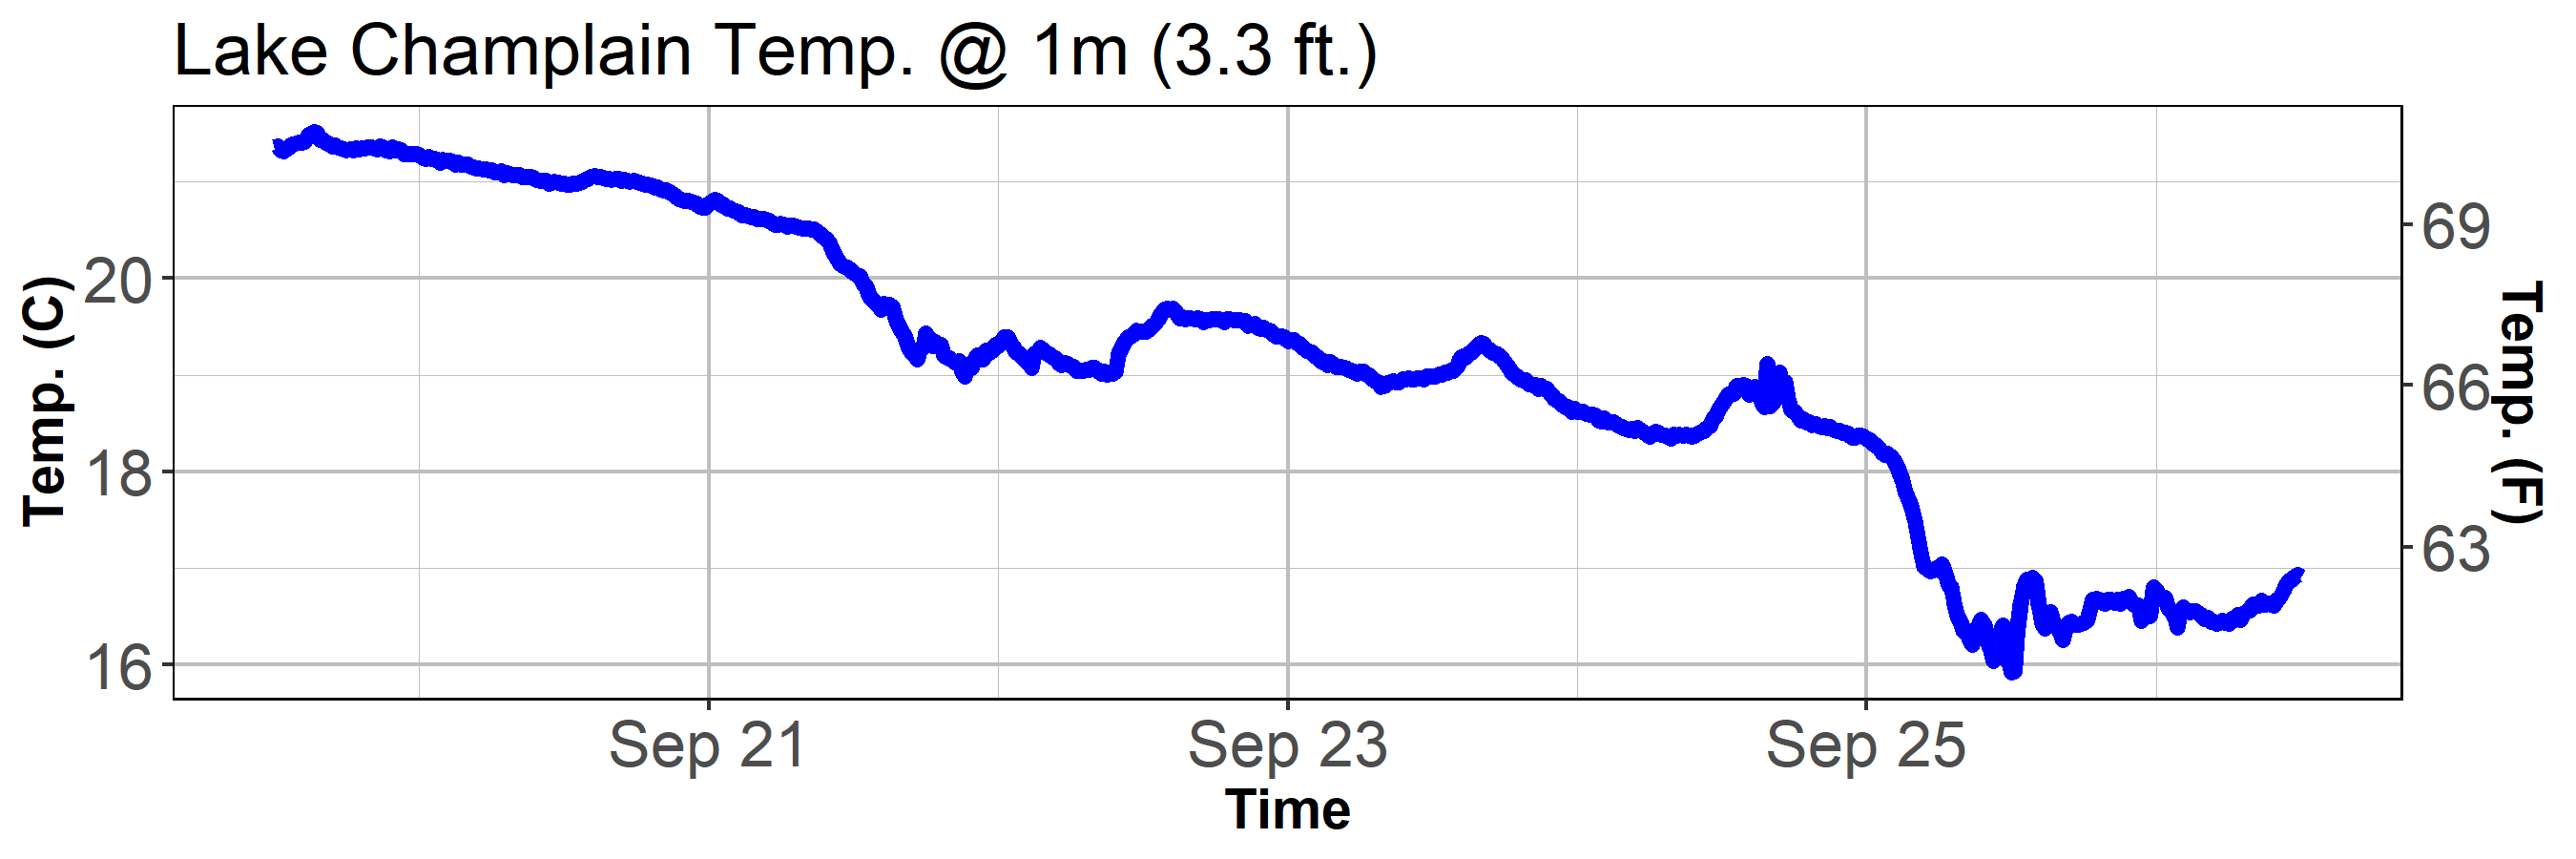 Lake Champlain Temp. @ 1m (3.3 ft.)
Temp. (C)
20
18
16
69
66
63
Temp. (F)
Sep 21
Sep 23
Sep 25
Time